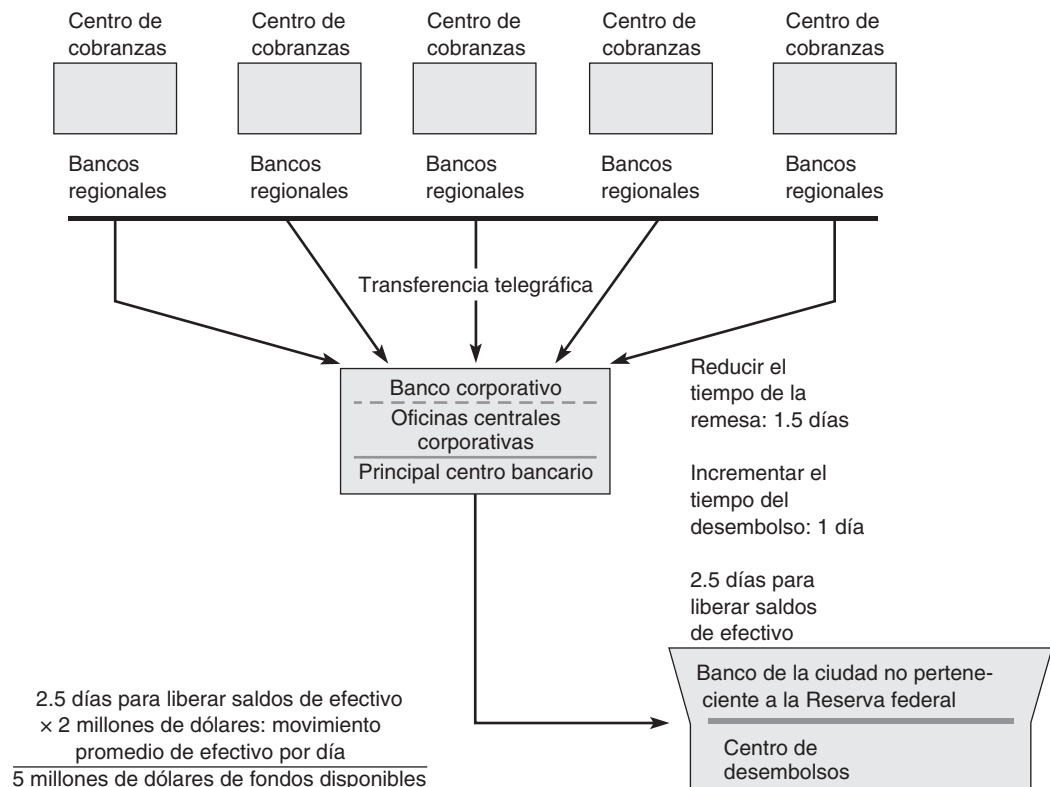 Centro de
cobranzas
Centro de
cobranzas
Centro de
cobranzas
Centro de
cobranzas
Centro de
cobranzas
Bancos
regionales
Bancos
regionales
Bancos
regionales
Bancos
regionales
Bancos
regionales
Transferencia telegráfica
Banco corporativo
Oficinas centrales
corporativas
Principal centro bancario
Reducir el
tiempo de la
remesa: 1.5 días
Incrementar el
tiempo del
desembolso: 1 día
2.5 días para
liberar saldos
de efectivo
Banco de la ciudad no pertene-
ciente a la Reserva federal
Centro de
desembolsos
2.5 días para liberar saldos de efectivo
× 2 millones de dólares: movimiento
promedio de efectivo por día
5 millones de dólares de fondos disponibles